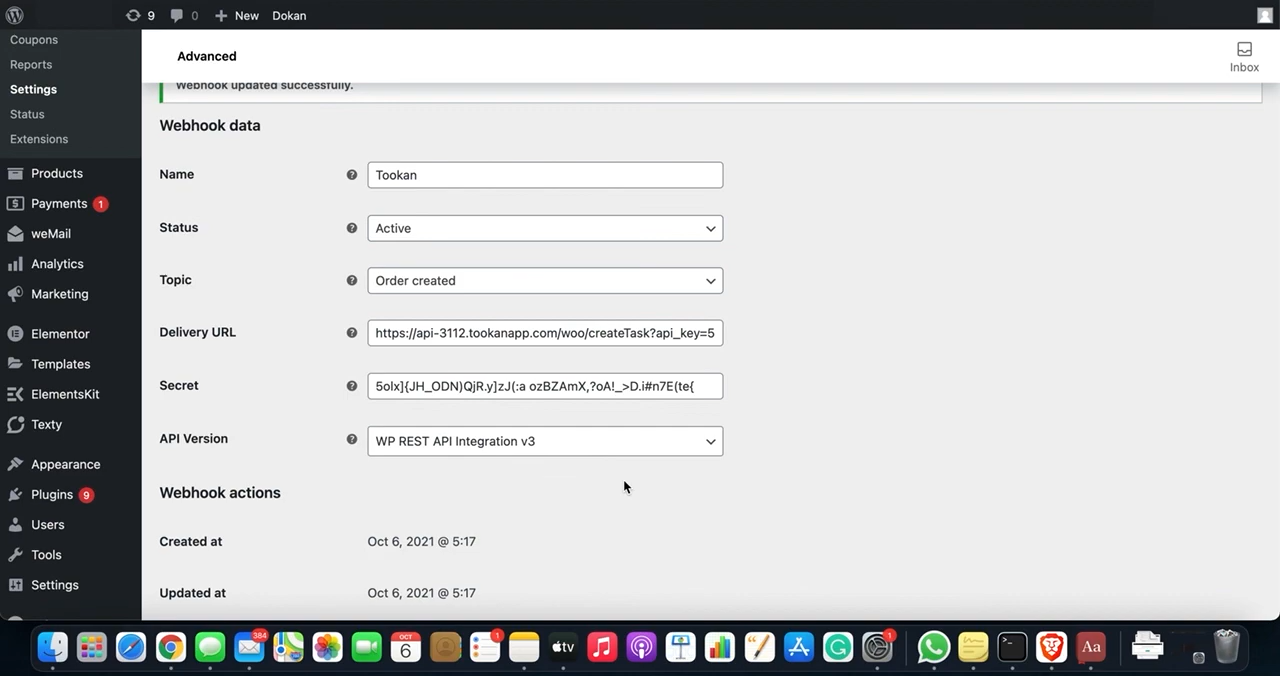 9
0
New
Dokan
Coupons
Reports
Settings
Status
Extensions
Products
Payments 1
weMail
Analytics
Marketing
Elementor
Templates
ElementsKit
Texty
Appearance
Plugins 9
Users
Tools
Settings
Advanced
Inbox
Webhook updated successfully.
Webhook data
Name ? Tookan
Status ? Active
Topic ? Order created
Delivery URL ? https://api-3112.tookanapp.com/woo/createTask?api_key=5
Secret ? 5olx]{JH_ODN)QjR.y]zJ(:a ozBZAmX,?oA!_>D.i#n7E(te{
API Version ? WP REST API Integration v3
Webhook actions
Created at Oct 6, 2021 @ 5:17
Updated at Oct 6, 2021 @ 5:17
384
OCT
6
1
tv
1
Aa